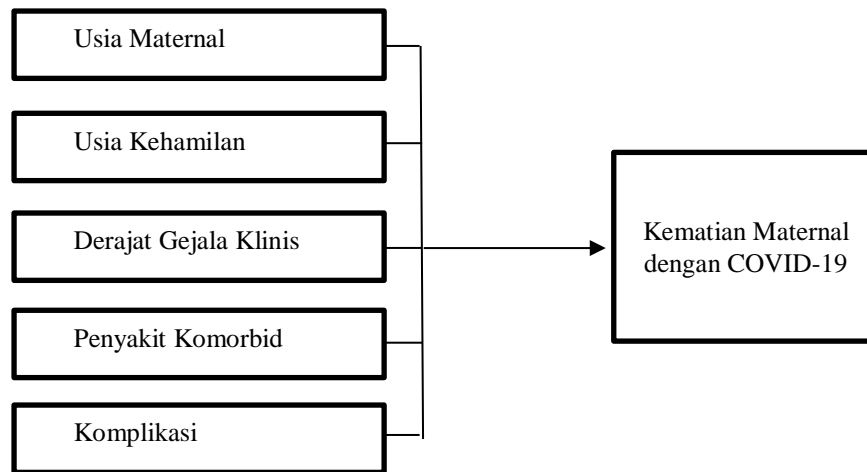 Usia Maternal
Usia Kehamilan
Derajat Gejala Klinis
Penyakit Komorbid
Komplikasi
Kematian Maternal
dengan COVID-19